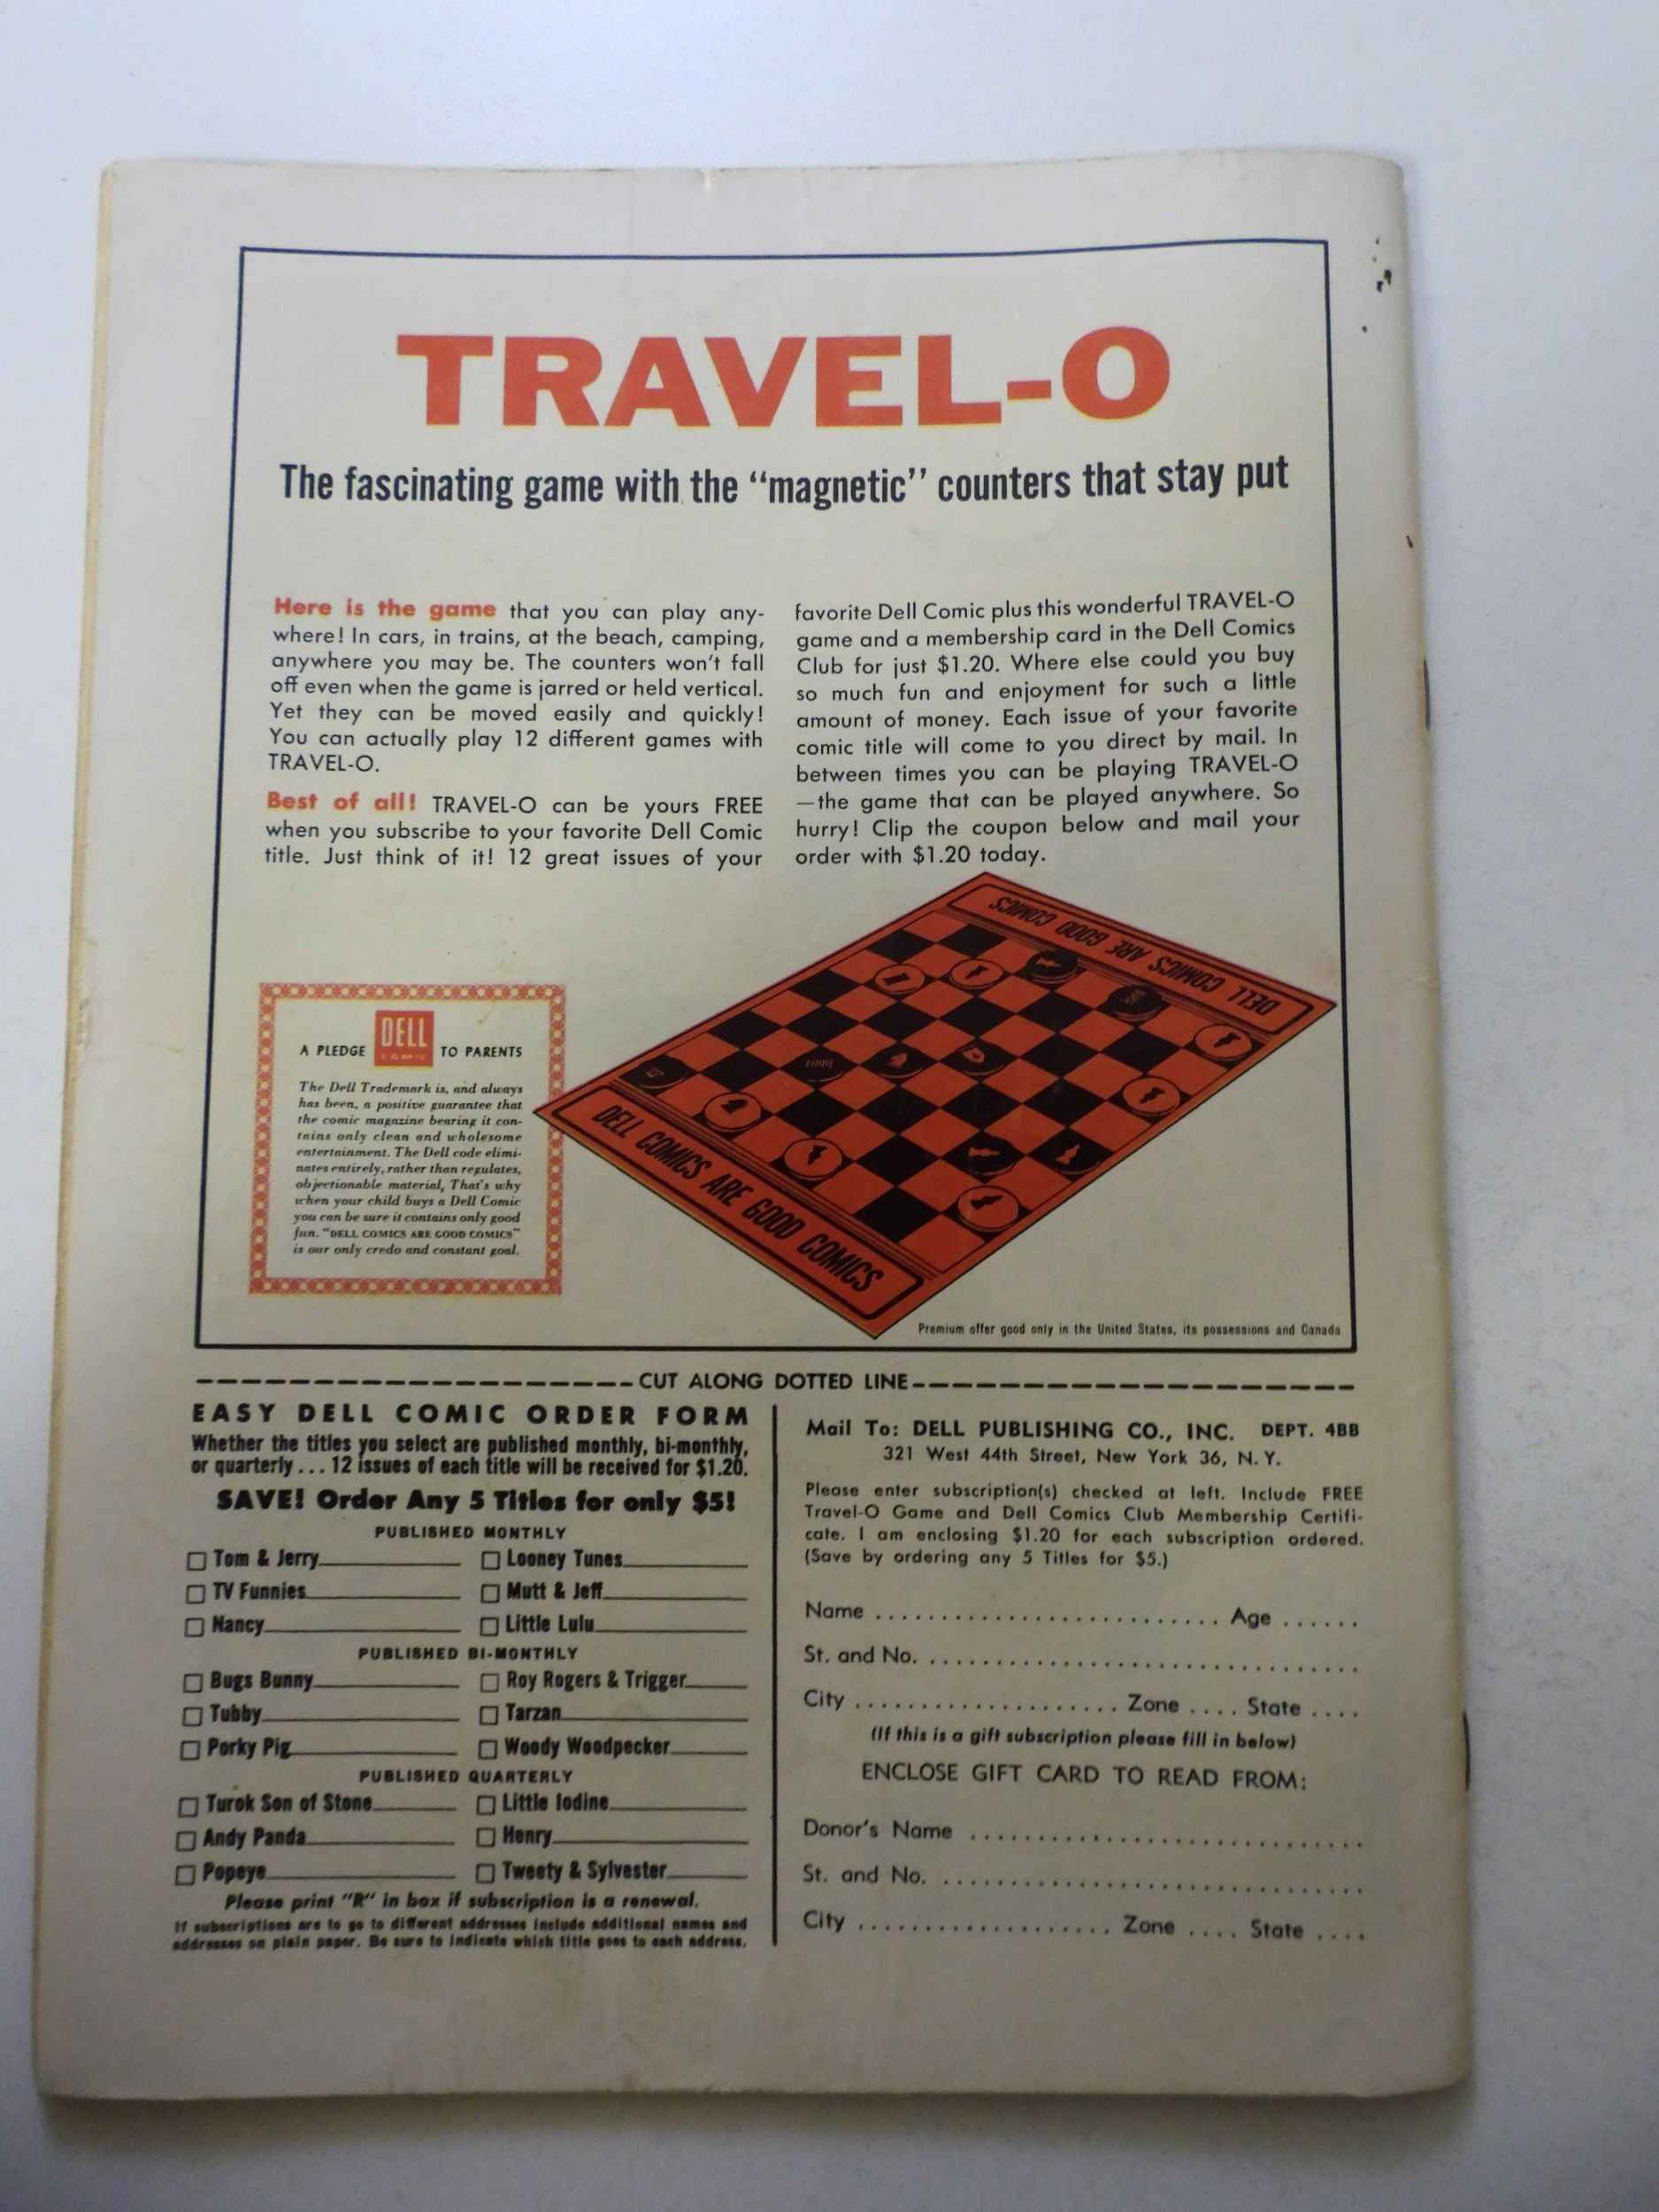 TRAVEL-O
The fascinating game with the "magnetic" counters that stay put
Here is the game that you can play any-
where! In cars, in trains, at the beach, camping,
anywhere you may be. The counters won't fall
off even when the game is jarred or held vertical.
Yet they can be moved easily and quickly!
You can actually play 12 different games with
TRAVEL-O.
Best of all! TRAVEL-O can be yours FREE
when you subscribe to your favorite Dell Comic
title. Just think of it! 12 great issues of your
favorite Dell Comic plus this wonderful TRAVEL-O
game and a membership card in the Dell Comics
Club for just $1.20. Where else could you buy
so much fun and enjoyment for such a little
amount of money. Each issue of your favorite
comic title will come to you direct by mail. In
between times you can be playing TRAVEL-O
—the game that can be played anywhere. So
hurry! Clip the coupon below and mail your
order with $1.20 today.
DELL COMICS ARE GOOD COMICS
DELL
COMIC
A PLEDGE TO PARENTS
The Dell Trademark is, and always
has been, a positive guarantee that
the comic magazine bearing it con-
tains only clean and wholesome
entertainment. The Dell code elimi-
nates entirely, rather than regulates,
objectionable material, That's why
when your child buys a Dell Comic
you can be sure it contains only good
fun. "DELL COMICS ARE GOOD COMICS"
is our only credo and constant goal.
DELL COMICS ARE GOOD COMICS
Premium offer good only in the United States, its possessions and Canada
CUT ALONG DOTTED LINE
EASY DELL COMIC ORDER FORM
Whether the titles you select are published monthly, bi-monthly,
or quarterly... 12 issues of each title will be received for $1.20.
SAVE! Order Any 5 Titles for only $5!
PUBLISHED MONTHLY
Tom & Jerry Looney Tunes
TV Funnies Mutt & Jeff
Nancy Little Lulu
PUBLISHED BI-MONTHLY
Bugs Bunny Roy Rogers & Trigger
Tubby Tarzan
Porky Pig Woody Woodpecker
PUBLISHED QUARTERLY
Turok Son of Stone Little Iodine
Andy Panda Henry
Popeye Tweety & Sylvester
Please print "R" in box if subscription is a renewal.
If subscriptions are to go to different addresses include additional names and
addresses on plain paper. Be sure to indicate which title goes to each address.
Mail To: DELL PUBLISHING CO., INC. DEPT. 4BB
321 West 44th Street, New York 36, N. Y.
Please enter subscription(s) checked at left. Include FREE
Travel-O Game and Dell Comics Club Membership Certifi-
cate. I am enclosing $1.20 for each subscription ordered.
(Save by ordering any 5 Titles for $5.)
Name .......................... Age ......
St. and No. ................................
City .................... Zone .... State ....
(If this is a gift subscription please fill in below)
ENCLOSE GIFT CARD TO READ FROM:
Donor's Name ..............................
St. and No. ................................
City ................... Zone .... State ....